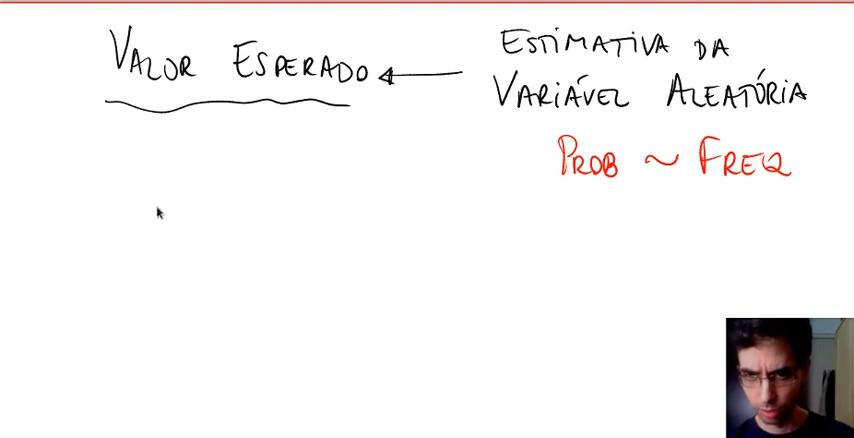 VALOR ESPERADO
ESTIMATIVA DA
VARIÁVEL ALEATÓRIA
PROB ~ FREQ